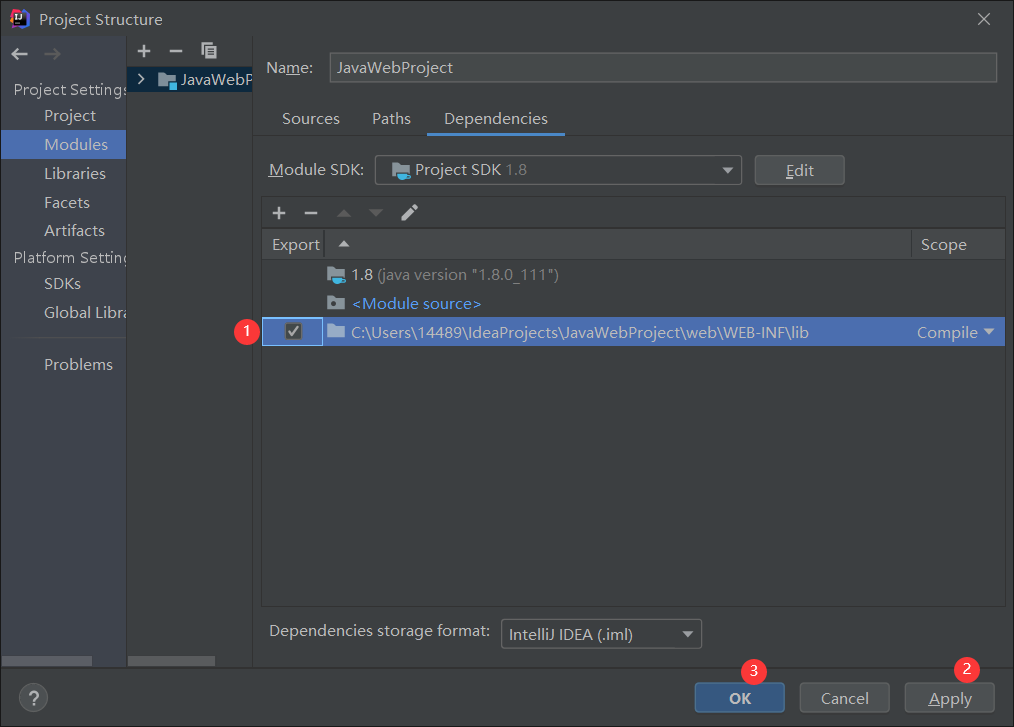 Project Structure
Project Settings
Project
Modules
Libraries
Facets
Artifacts
Platform Setting
SDKs
Global Libra
Problems
JavaWebP
Name: JavaWebProject
Sources Paths Dependencies
Module SDK: Project SDK 1.8 Edit
Export Scope
1.8 (java version "1.8.0_111")
<Module source>
1 C:\Users\14489\IdeaProjects\JavaWebProject\web\WEB-INF\lib Compile
Dependencies storage format: IntelliJ IDEA (.iml)
3 2
? OK Cancel Apply